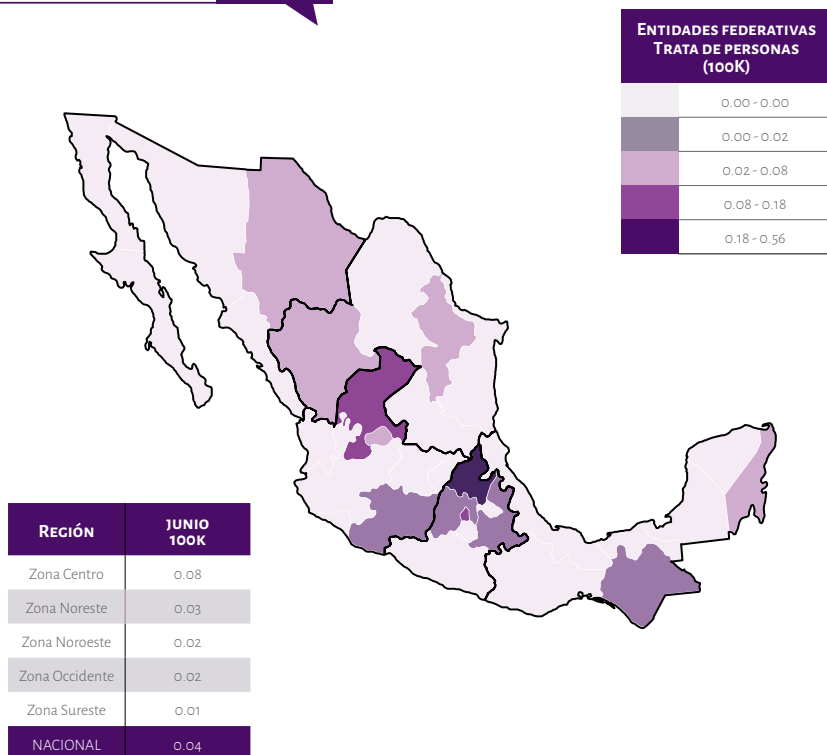 Entidades federativas
Trata de personas
(100K)
0.00 - 0.00
0.00 - 0.02
0.02 - 0.08
0.08 - 0.18
0.18 - 0.56
Región junio 100K
Zona Centro 0.08
Zona Noreste 0.03
Zona Noroeste 0.02
Zona Occidente 0.02
Zona Sureste 0.01
NACIONAL 0.04